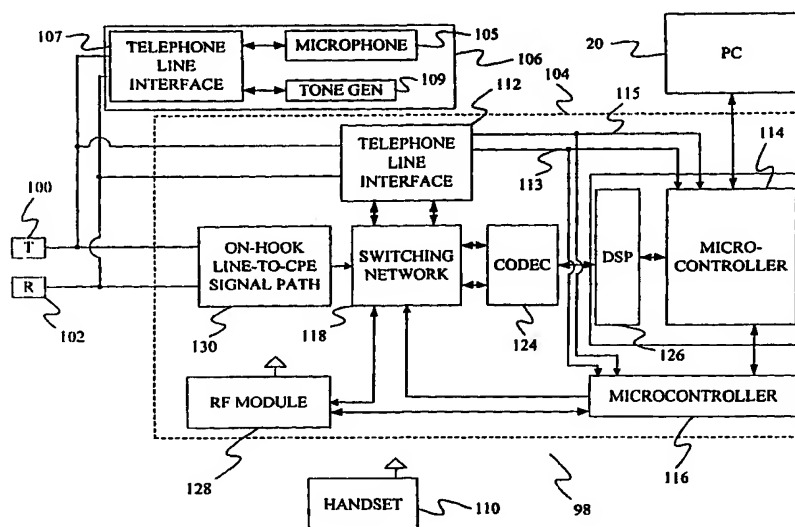 107
TELEPHONE
LINE
INTERFACE
MICROPHONE
105
106
TONE GEN
109
20
PC
112
104
115
TELEPHONE
LINE
INTERFACE
113
114
100
T
R
102
ON-HOOK
LINE-TO-CPE
SIGNAL PATH
130
SWITCHING
NETWORK
118
CODEC
124
DSP
126
MICRO-
CONTROLLER
RF MODULE
128
MICROCONTROLLER
116
HANDSET
110
98